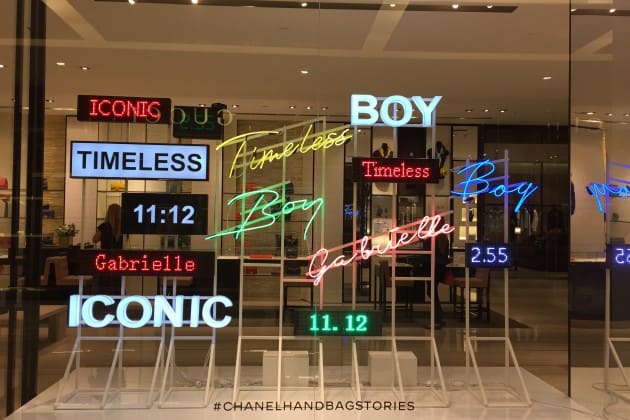 ICONIC
TIMELESS
11:12
Gabrielle
ICONIC
Timeless
Boy
Gabrielle
11.12
BOY
Timeless
Boy
2.55
#CHANELHANDBAGSTORIES